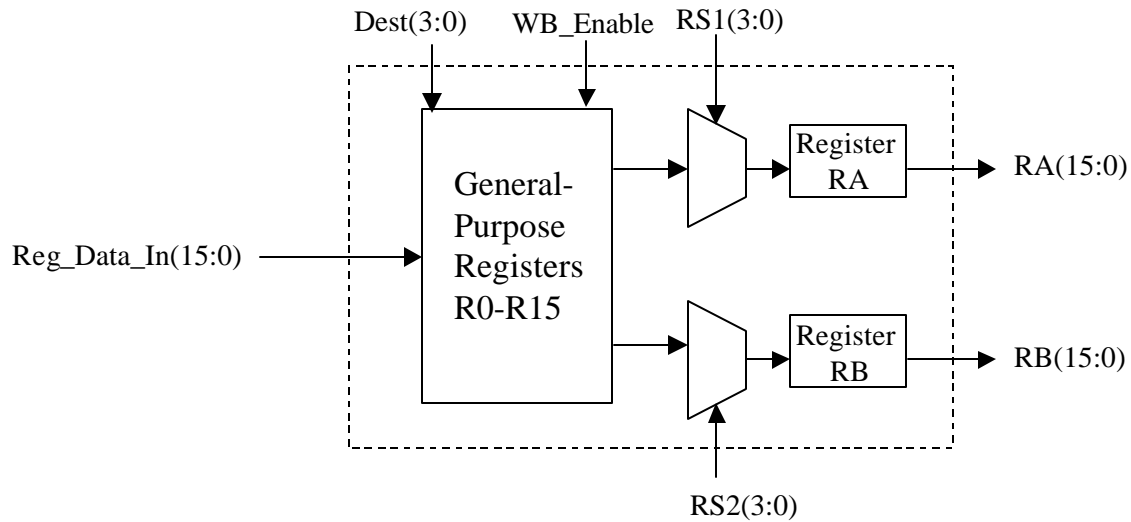 Dest(3:0)
WB_Enable
RS1(3:0)
Register
RA
RA(15:0)
General-
Purpose
Registers
R0-R15
Reg_Data_In(15:0)
Register
RB
RB(15:0)
RS2(3:0)